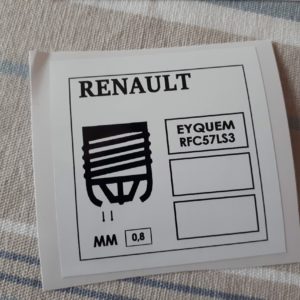 RENAULT
EYQUEM
RFC57LS3
MM 0,8